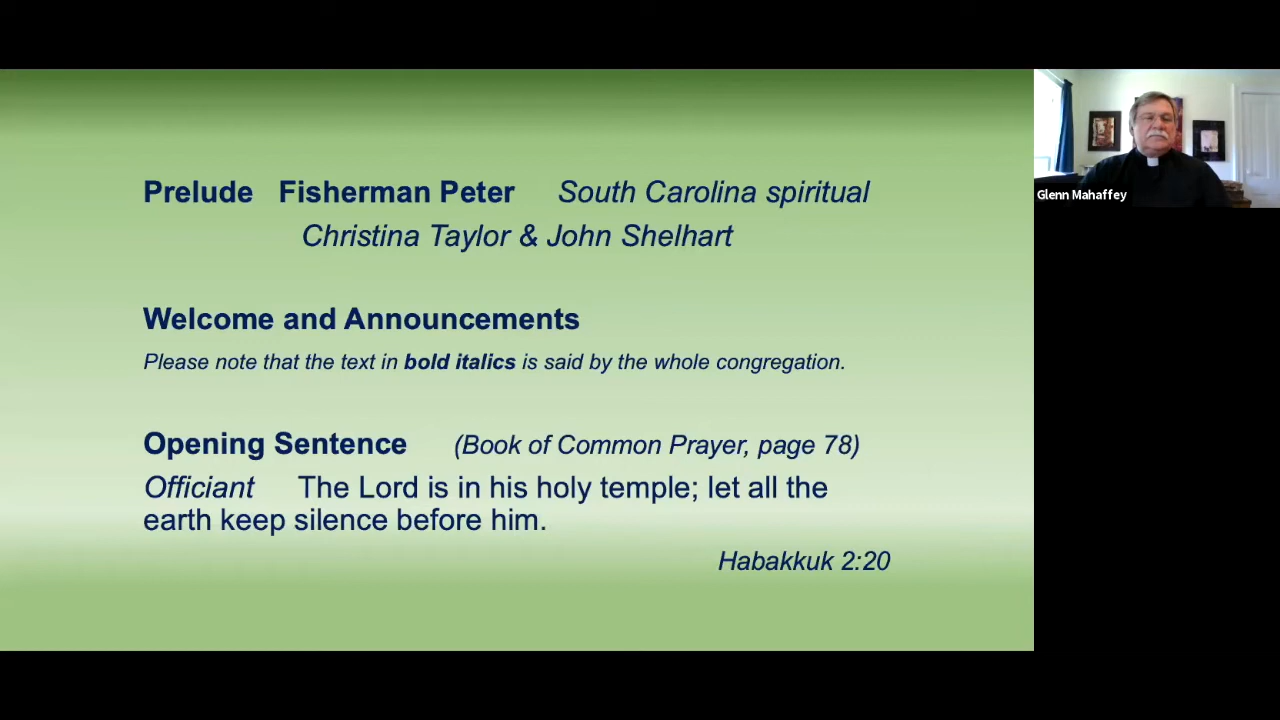 Prelude Fisherman Peter South Carolina spiritual
Christina Taylor & John Shelhart
Welcome and Announcements
Please note that the text in bold italics is said by the whole congregation.
Opening Sentence (Book of Common Prayer, page 78)
Officiant The Lord is in his holy temple; let all the
earth keep silence before him.
Habakkuk 2:20
Glenn Mahaffey